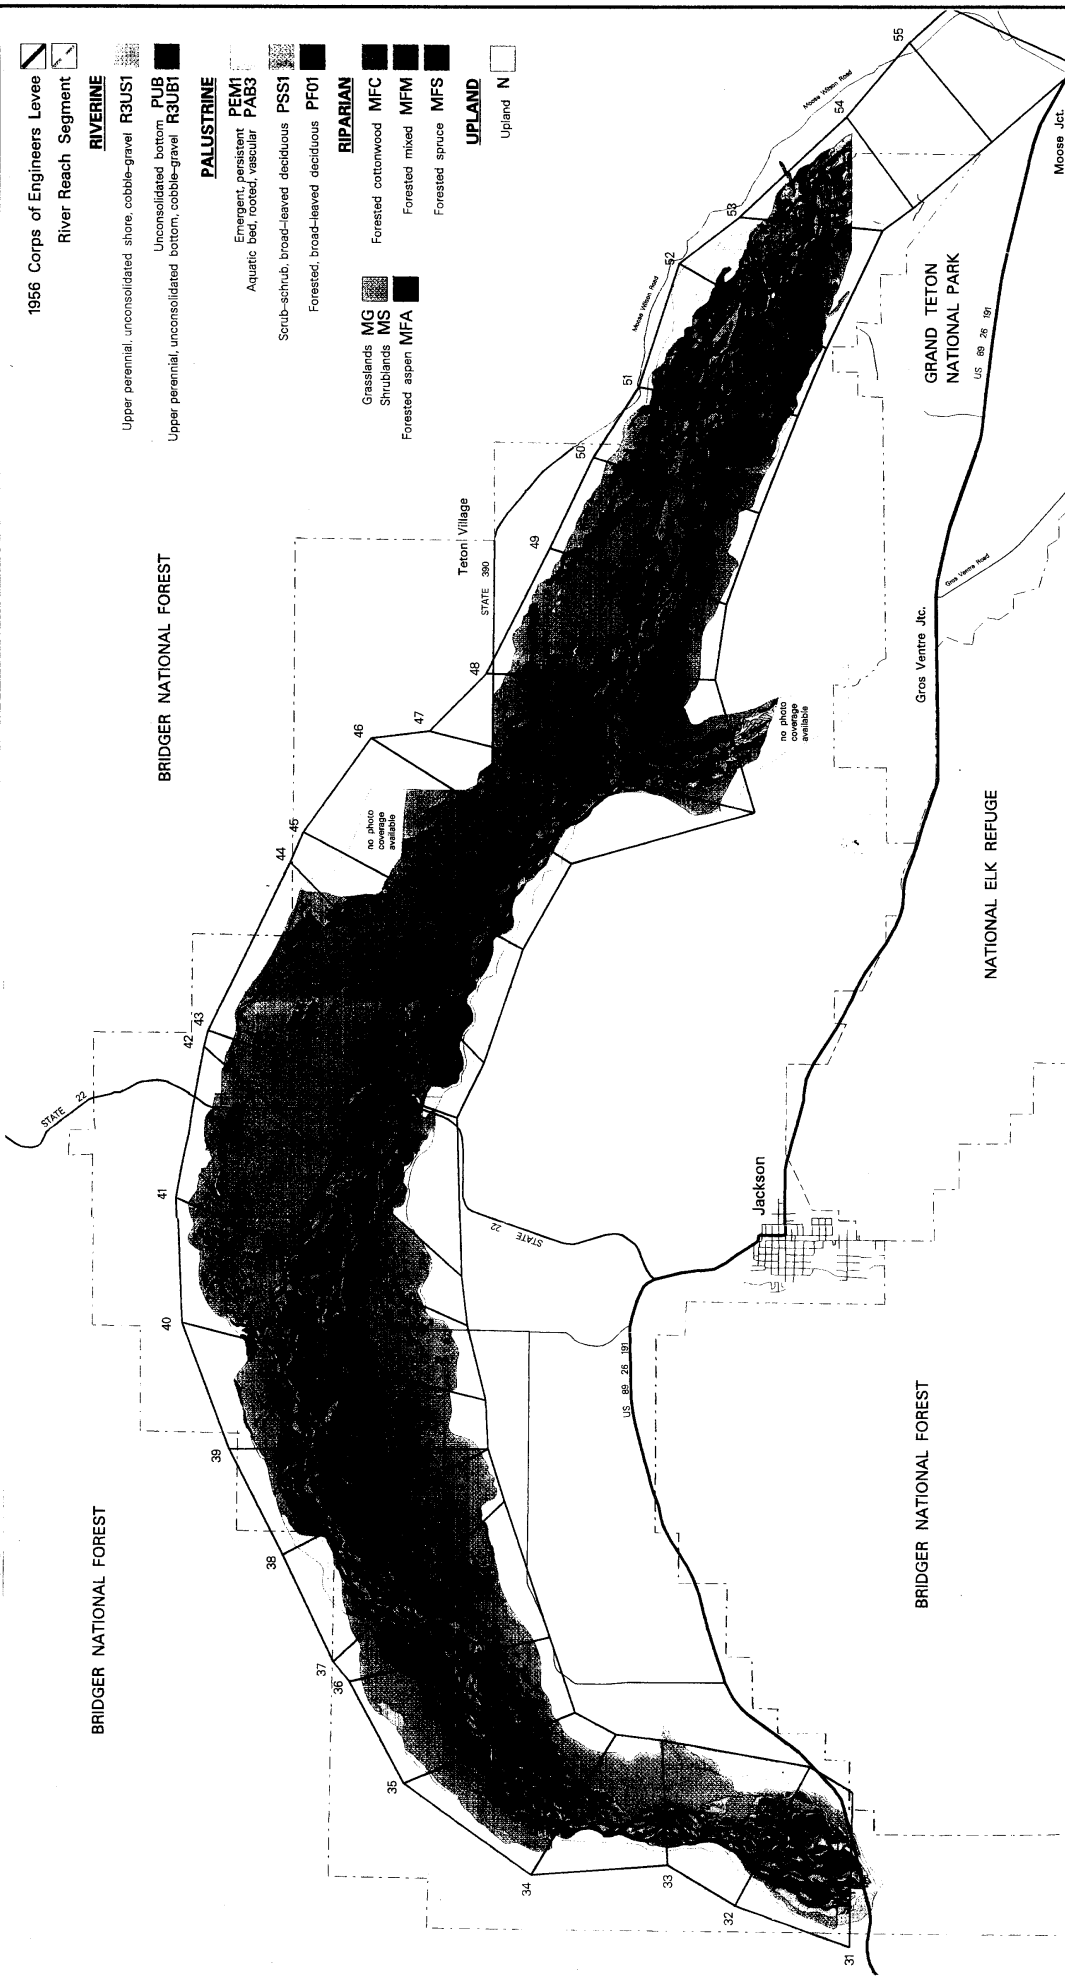 1956 Corps of Engineers Levee
River Reach Segment
RIVERINE
Upper perennial, unconsolidated shore, cobble-gravel R3US1
Unconsolidated bottom PUB
Upper perennial, unconsolidated bottom, cobble-gravel R3UB1
PALUSTRINE
Emergent, persistent PEM1
Aquatic bed, rooted, vascular PAB3
Scrub-schrub, broad-leaved deciduous PSS1
Forested, broad-leaved deciduous PF01
RIPARIAN
Grasslands MG
Shrublands MS
Forested aspen MFA
Forested cottonwood MFC
Forested mixed MFM
Forested spruce MFS
UPLAND
Upland N
BRIDGER NATIONAL FOREST
BRIDGER NATIONAL FOREST
STATE 22
31
32
33
34
35
36
37
38
39
40
41
42
43
44
45
46
47
48
49
50
51
52
53
54
55
no photo
coverage
available
Teton Village
STATE 390
Moose Wilson Road
Moose Wilson Road
no photo
coverage
available
GRAND TETON
NATIONAL PARK
US 89 26 191
Moose Jct.
Gros Ventre Road
Gros Ventre Jtc.
NATIONAL ELK REFUGE
Jackson
STATE 22
US 89 26 191
BRIDGER NATIONAL FOREST